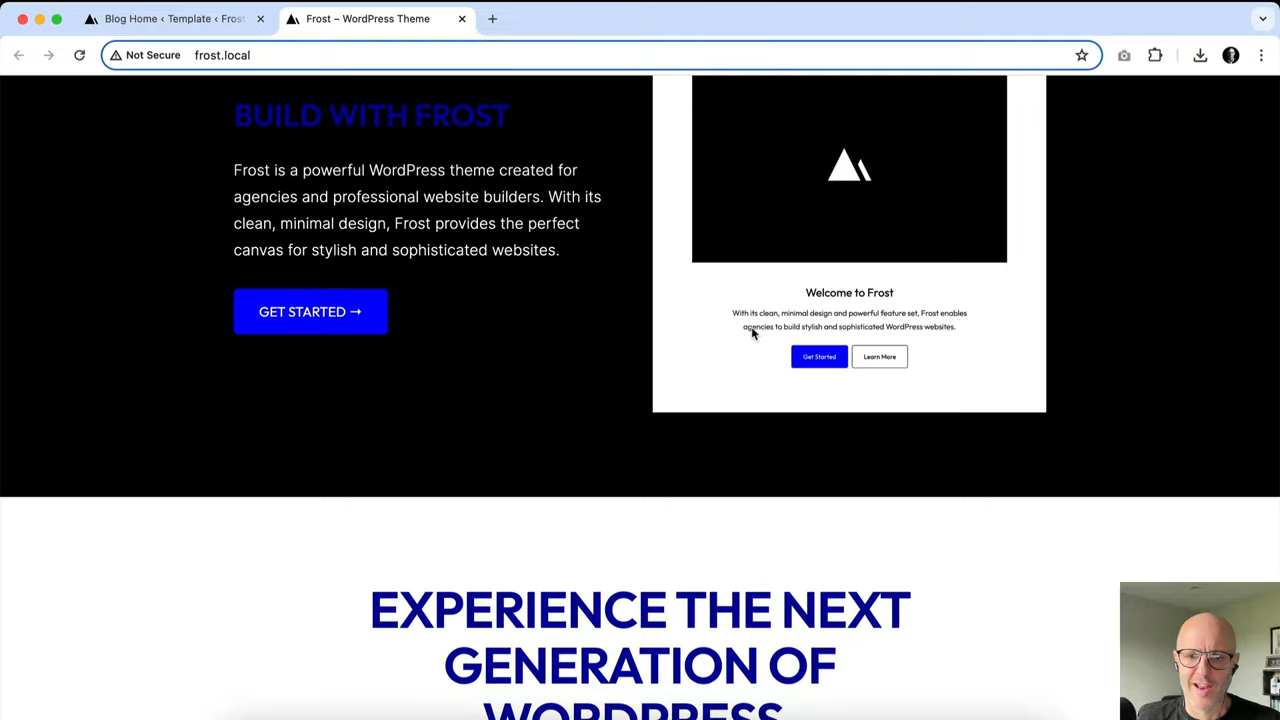 Blog Home ‹ Template ‹ Frost
Frost – WordPress Theme
Not Secure
frost.local
BUILD WITH FROST
Frost is a powerful WordPress theme created for
agencies and professional website builders. With its
clean, minimal design, Frost provides the perfect
canvas for stylish and sophisticated websites.
GET STARTED →
Welcome to Frost
With its clean, minimal design and powerful feature set, Frost enables
agencies to build stylish and sophisticated WordPress websites.
Get Started
Learn More
EXPERIENCE THE NEXT
GENERATION OF
WORDPRESS